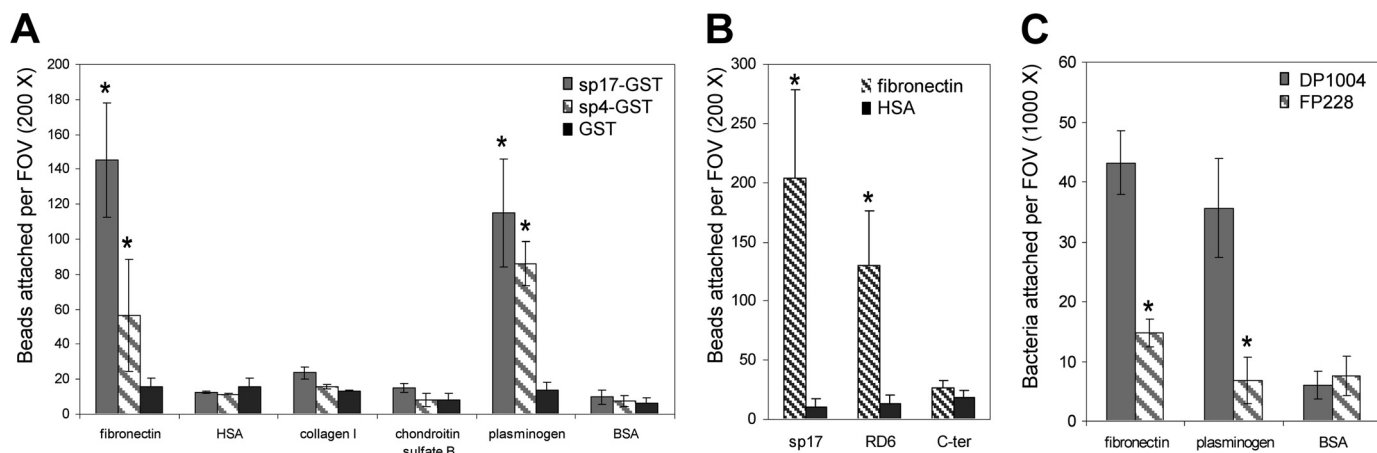 A
Beads attached per FOV (200 X)
200
180
160
140
120
100
80
60
40
20
0
* * * *
sp17-GST
sp4-GST
GST
fibronectin HSA collagen I chondroitin sulfate B plasminogen BSA
B
Beads attached per FOV (200 X)
300
250
200
150
100
50
0
* *
fibronectin
HSA
sp17 RD6 C-ter
C
Bacteria attached per FOV (1000 X)
60
50
40
30
20
10
0
* *
DP1004
FP228
fibronectin plasminogen BSA